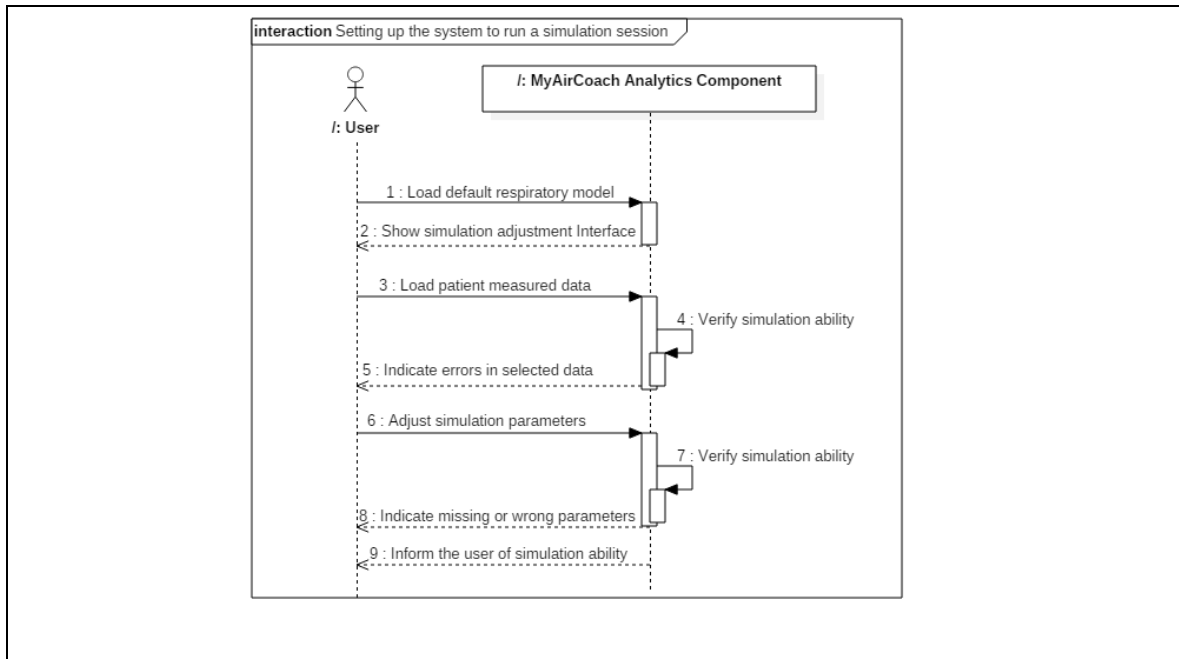 interaction Setting up the system to run a simulation session
/: MyAirCoach Analytics Component
/: User
1 : Load default respiratory model
2 : Show simulation adjustment Interface
3 : Load patient measured data
4 : Verify simulation ability
5 : Indicate errors in selected data
6 : Adjust simulation parameters
7 : Verify simulation ability
8 : Indicate missing or wrong parameters
9 : Inform the user of simulation ability